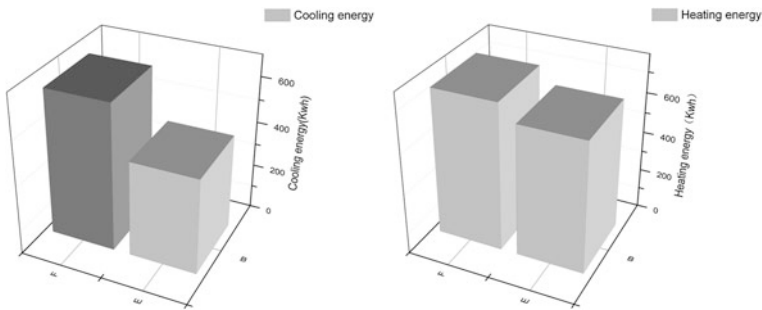 Cooling energy
600
400
200
0
Cooling energy(Kwh)
F
E
B
Heating energy
600
400
200
0
Heating energy（Kwh）
F
E
B